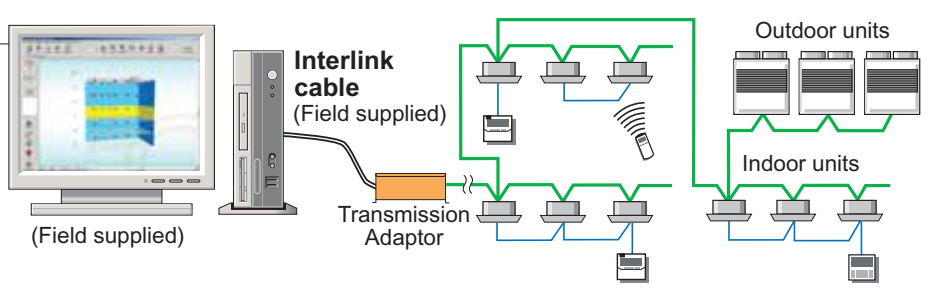 Interlink
cable
(Field supplied)
(Field supplied)
Transmission
Adaptor
Outdoor units
Indoor units